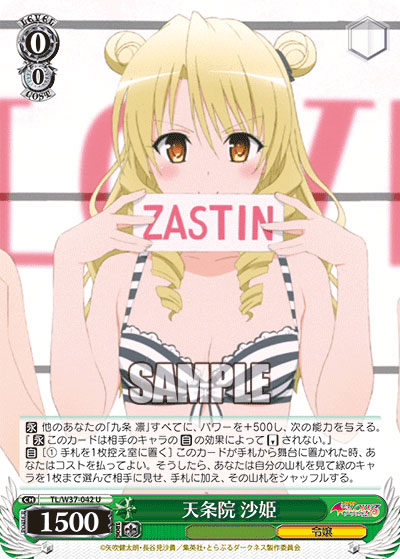 LEVEL
0
0
COST
LOVE
ZASTIN
SAMPLE
永 他のあなたの「九条 凛」すべてに、パワーを+500し、次の能力を与える。
『永 このカードは相手のキャラの自の効果によって されない。』
自[① 手札を1枚控え室に置く] このカードが手札から舞台に置かれた時、あ
なたはコストを払ってよい。そうしたら、あなたは自分の山札を見て緑のキャ
ラを1枚まで選んで相手に見せ、手札に加え、その山札をシャッフルする。
CH TL/W37-042 U
1500
天条院 沙姫
令嬢
©矢吹健太朗・長谷見沙貴/集英社・とらぶるダークネス製作委員会